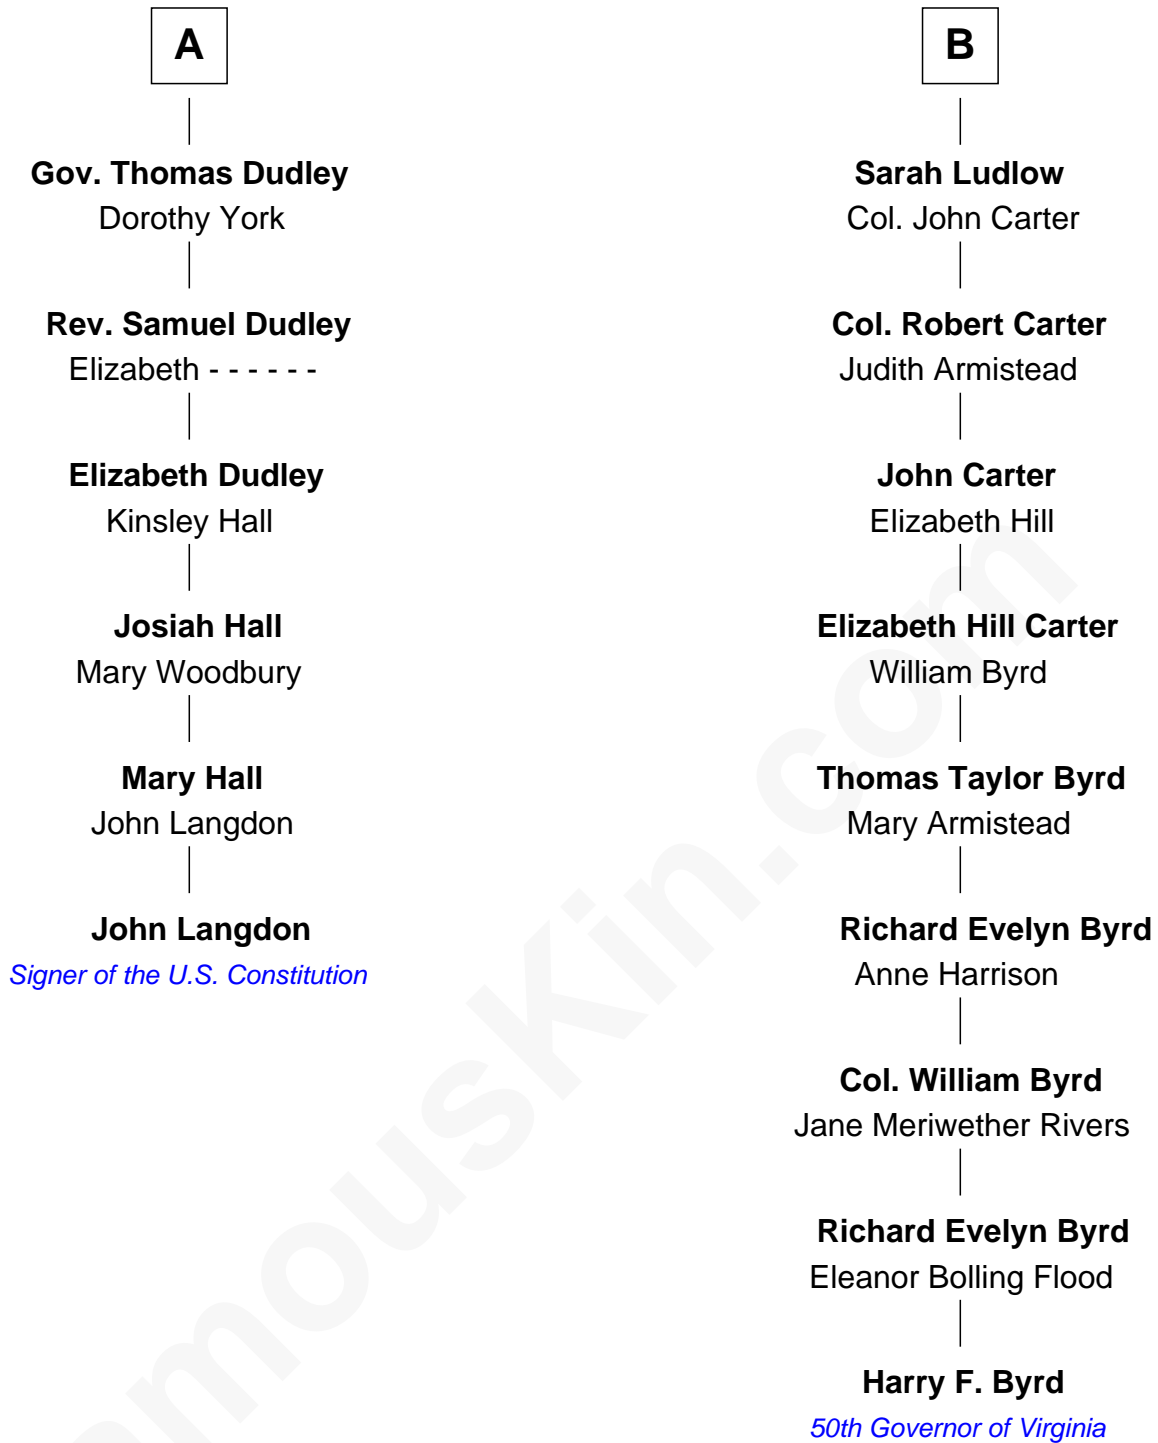 A
Gov. Thomas Dudley
Dorothy York
Rev. Samuel Dudley
Elizabeth - - - - - -
Elizabeth Dudley
Kinsley Hall
Josiah Hall
Mary Woodbury
Mary Hall
John Langdon
John Langdon
Signer of the U.S. Constitution
B
Sarah Ludlow
Col. John Carter
Col. Robert Carter
Judith Armistead
John Carter
Elizabeth Hill
Elizabeth Hill Carter
William Byrd
Thomas Taylor Byrd
Mary Armistead
Richard Evelyn Byrd
Anne Harrison
Col. William Byrd
Jane Meriwether Rivers
Richard Evelyn Byrd
Eleanor Bolling Flood
Harry F. Byrd
50th Governor of Virginia
amouskin.com